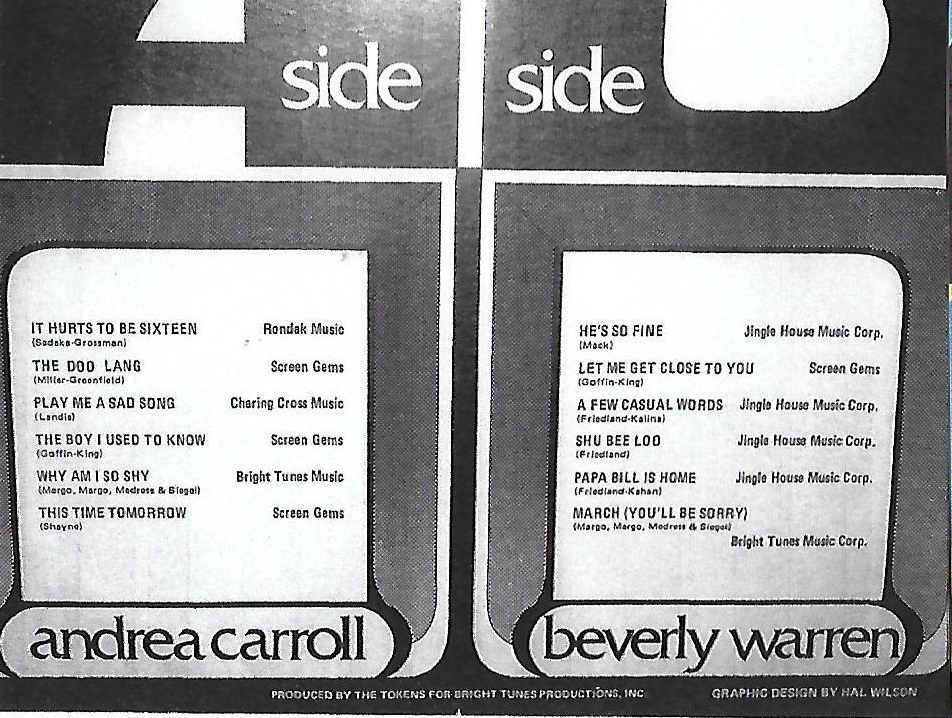 A side
side B
IT HURTS TO BE SIXTEEN Rondak Music
(Sedaka-Grossman)
THE DOO LANG Screen Gems
(Miller-Greenfield)
PLAY ME A SAD SONG Charing Cross Music
(Landis)
THE BOY I USED TO KNOW Screen Gems
(Goffin-King)
WHY AM I SO SHY Bright Tunes Music
(Margo, Margo, Medress & Siegel)
THIS TIME TOMORROW Screen Gems
(Shayne)
andrea carroll
HE'S SO FINE Jingle House Music Corp.
(Mack)
LET ME GET CLOSE TO YOU Screen Gems
(Goffin-King)
A FEW CASUAL WORDS Jingle House Music Corp.
(Friedland-Kalina)
SHU BEE LOO Jingle House Music Corp.
(Friedland)
PAPA BILL IS HOME Jingle House Music Corp.
(Friedland-Kahan)
MARCH (YOU'LL BE SORRY)
(Margo, Margo, Medress & Siegel)
Bright Tunes Music Corp.
beverly warren
PRODUCED BY THE TOKENS FOR BRIGHT TUNES PRODUCTIONS, INC.
GRAPHIC DESIGN BY HAL WILSON